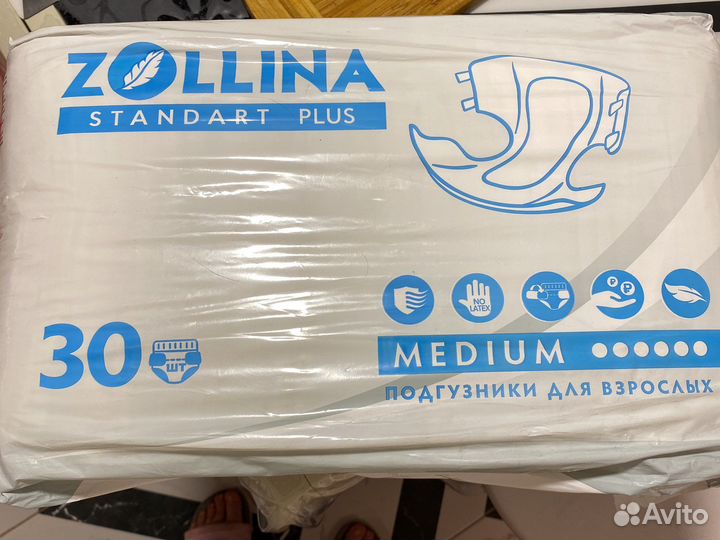 ZOLLINA
STANDART PLUS
NO LATEX
₽ ₽
30 ШТ
MEDIUM
ПОДГУЗНИКИ ДЛЯ ВЗРОСЛЫХ
Avito